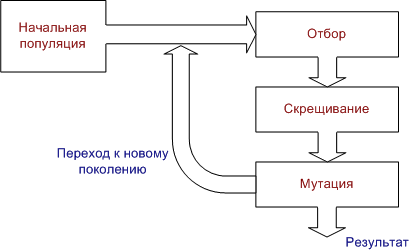 Начальная
популяция
Отбор
Скрещивание
Переход к новому
поколению
Мутация
Результат